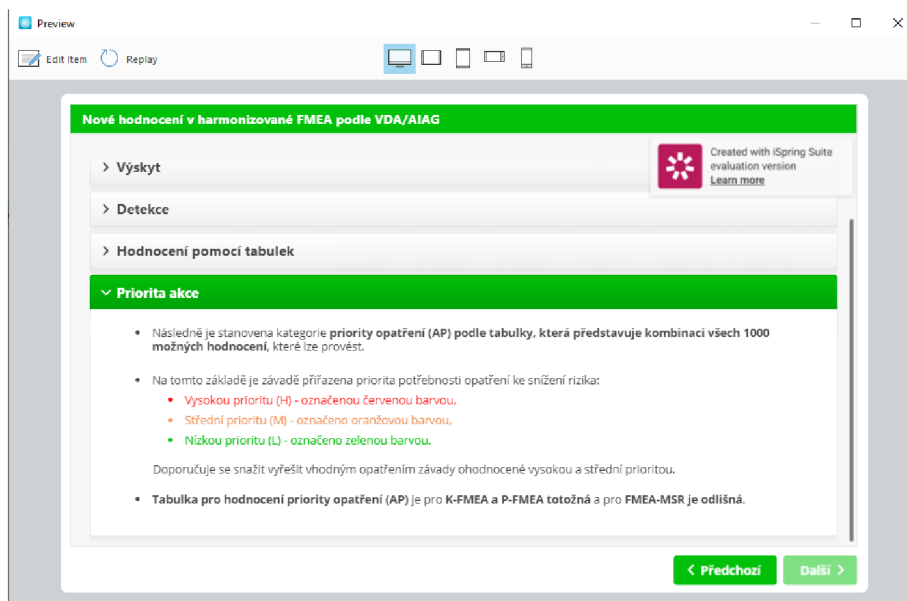 Preview
Edit Item
Replay
Nové hodnocení v harmonizované FMEA podle VDA/AIAG
Created with iSpring Suite
evaluation version
Learn more
Výskyt
Detekce
Hodnocení pomocí tabulek
Priorita akce
• Následně je stanovena kategorie priority opatření (AP) podle tabulky, která představuje kombinaci všech 1000
možných hodnocení, které lze provést.
• Na tomto základě je závadě přiřazena priorita potřebnosti opatření ke snížení rizika:
• Vysokou prioritu (H) - označenou červenou barvou,
• Střední prioritu (M) - označeno oranžovou barvou,
• Nízkou prioritu (L) - označeno zelenou barvou.
Doporučuje se snažit vyřešit vhodným opatřením závady ohodnocené vysokou a střední prioritou.
• Tabulka pro hodnocení priority opatření (AP) je pro K-FMEA a P-FMEA totožná a pro FMEA-MSR je odlišná.
Předchozí
Další